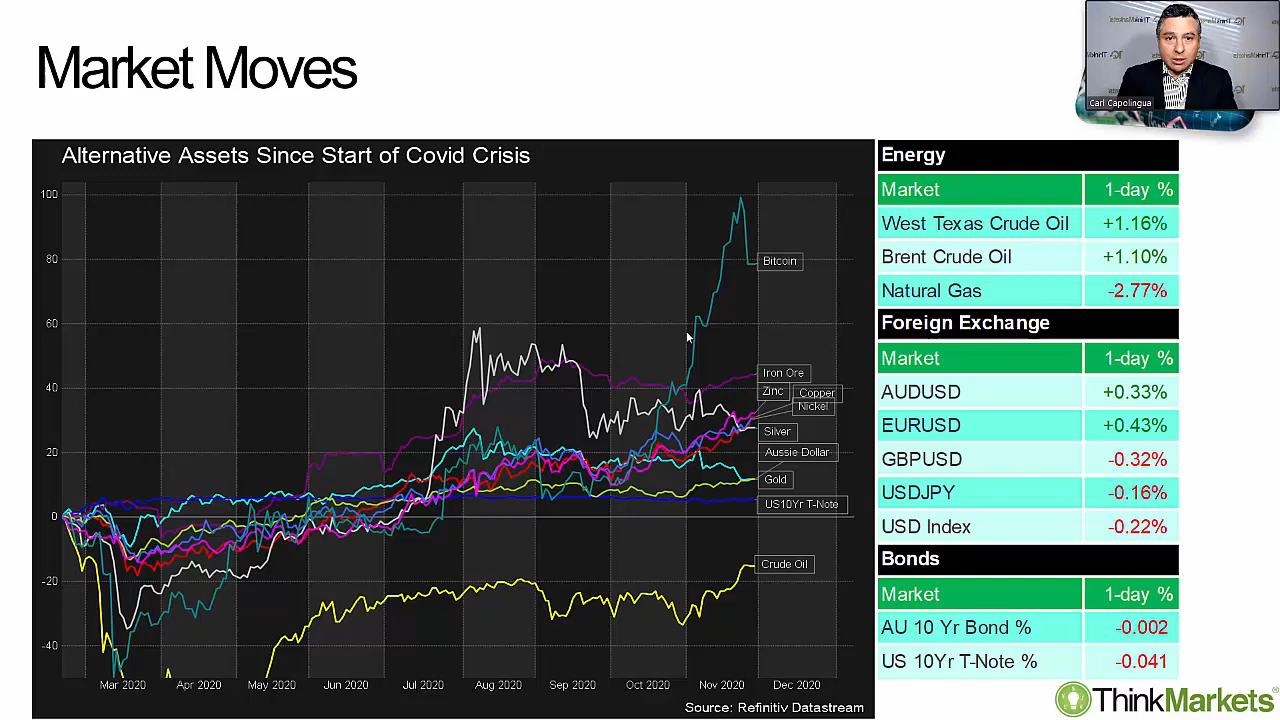 Market Moves
Carl Capolingua
Alternative Assets Since Start of Covid Crisis
100
80
60
40
20
0
-20
-40
Bitcoin
Iron Ore
Zinc
Copper
Nickel
Silver
Aussie Dollar
Gold
US10Yr T-Note
Crude Oil
Mar 2020 Apr 2020 May 2020 Jun 2020 Jul 2020 Aug 2020 Sep 2020 Oct 2020 Nov 2020 Dec 2020
Source: Refinitiv Datastream
Energy
Market 1-day %
West Texas Crude Oil +1.16%
Brent Crude Oil +1.10%
Natural Gas -2.77%
Foreign Exchange
Market 1-day %
AUDUSD +0.33%
EURUSD +0.43%
GBPUSD -0.32%
USDJPY -0.16%
USD Index -0.22%
Bonds
Market 1-day %
AU 10 Yr Bond % -0.002
US 10Yr T-Note % -0.041
ThinkMarkets